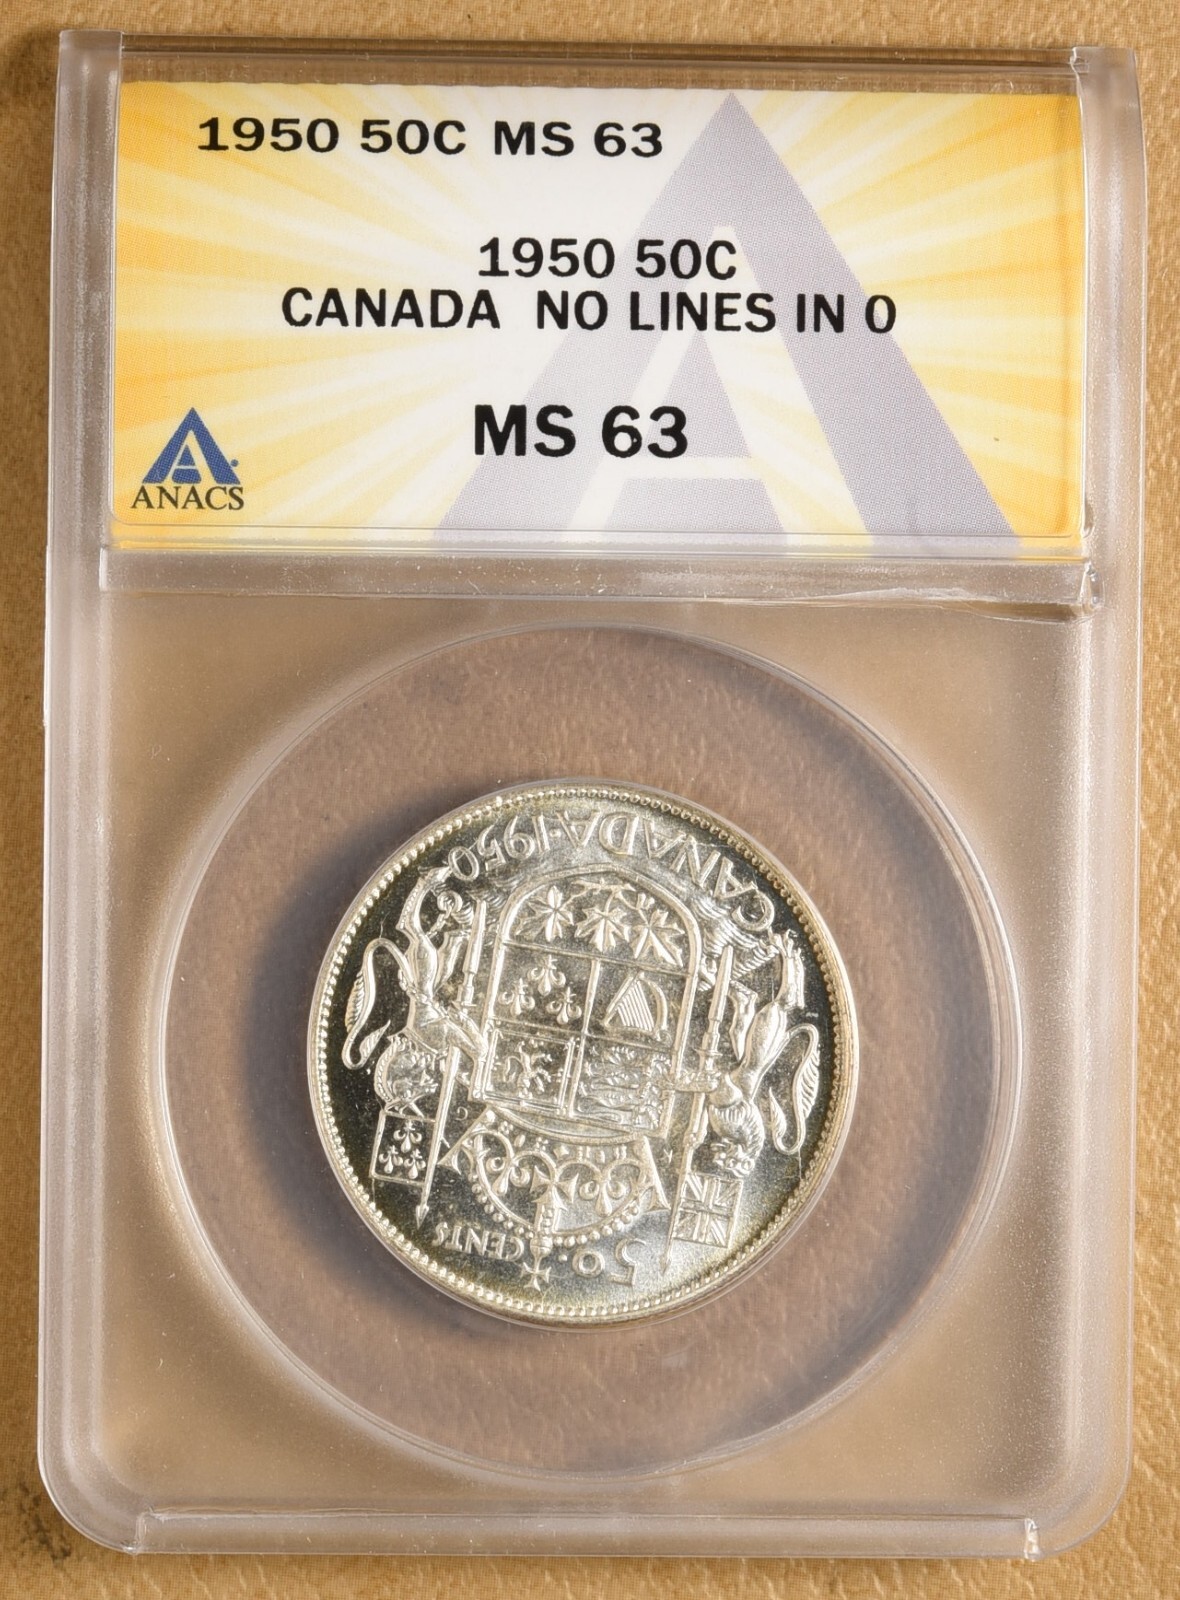 1950 50C MS 63
1950 50C
CANADA NO LINES IN 0
MS 63
A
ANACS
CANADA·1950
50·CENTS